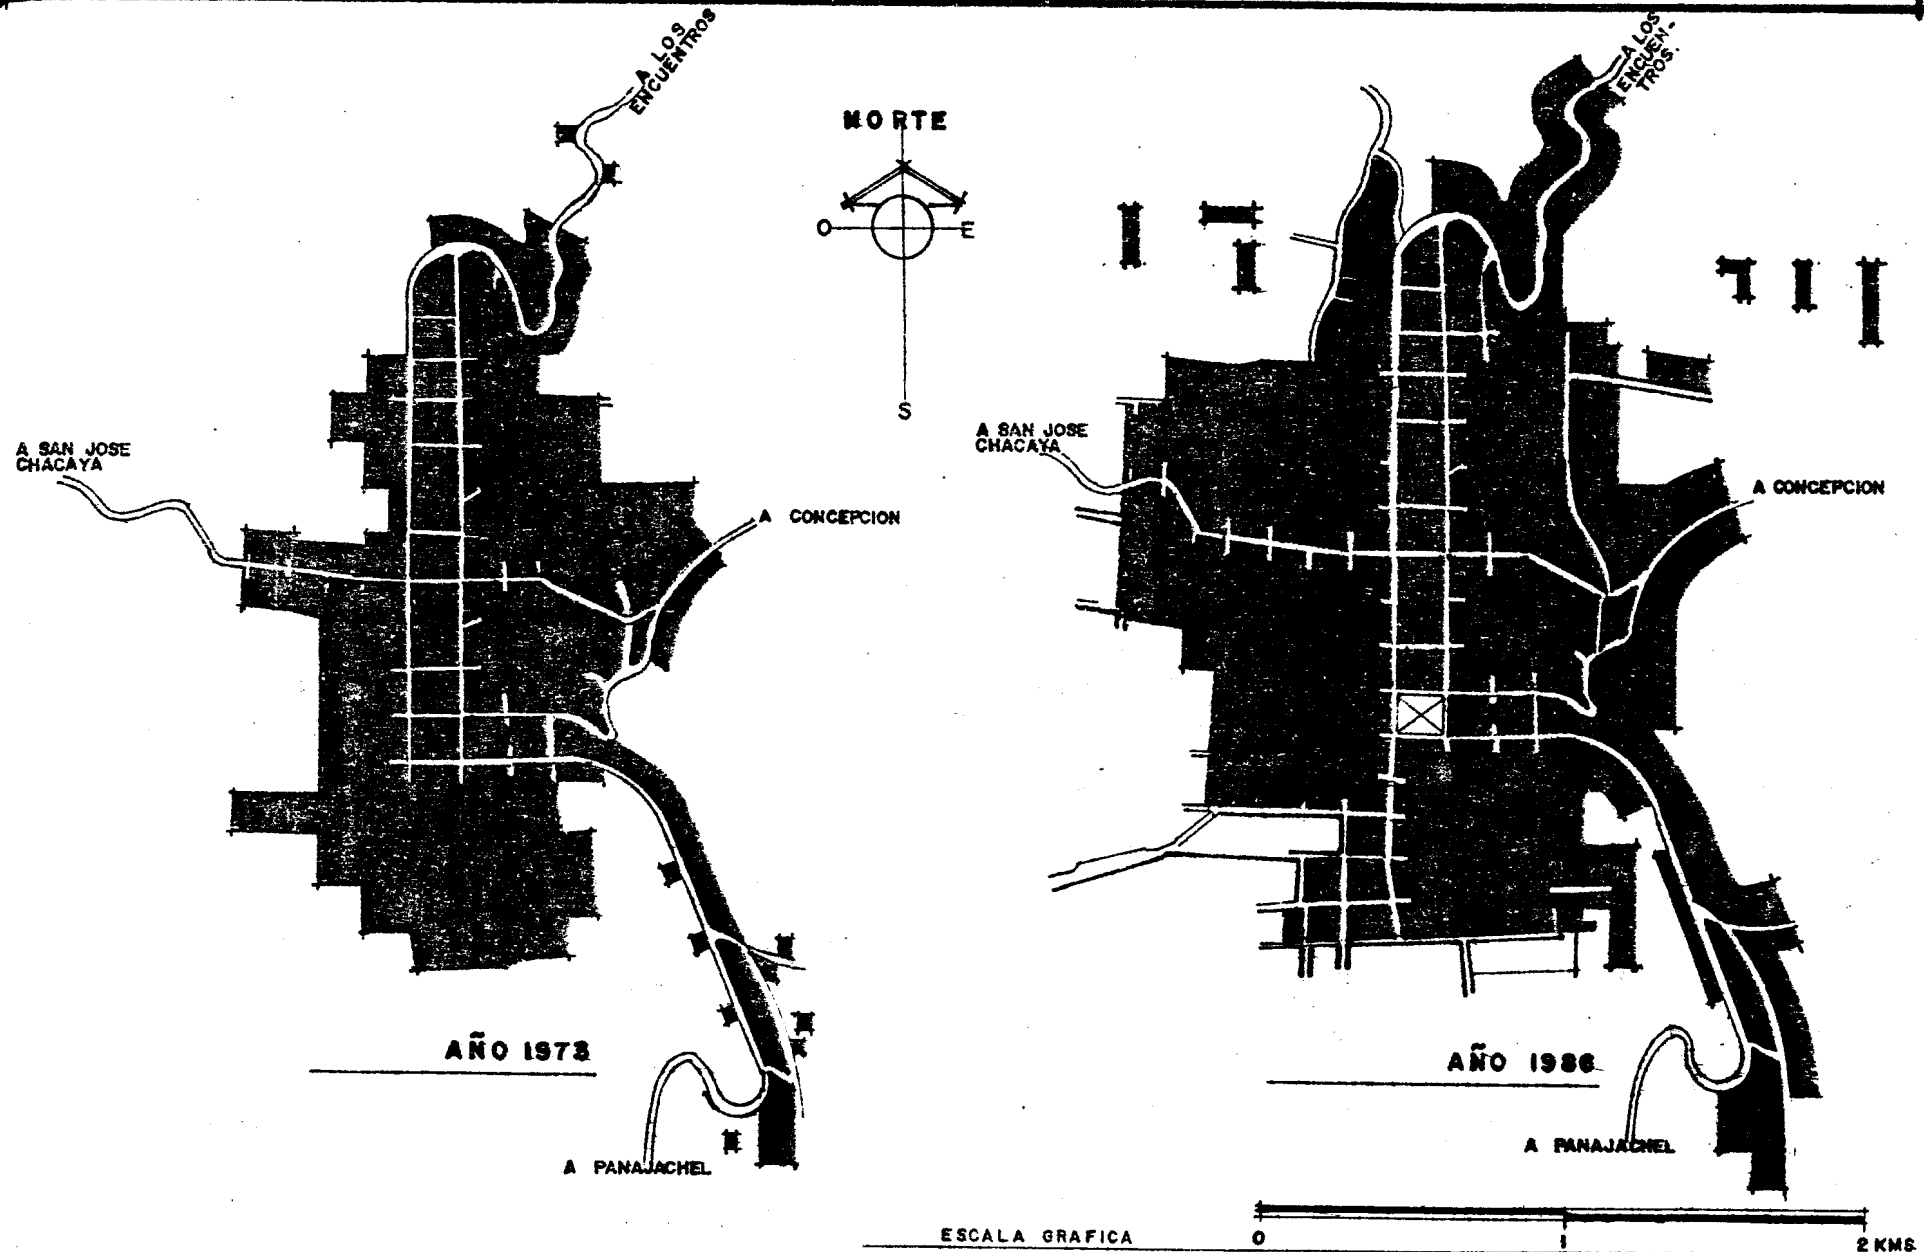 A LOS
ENCUENTROS
NORTE
O
E
S
A SAN JOSE
CHACAYA
A CONCEPCION
AÑO 1973
A PANAJACHEL
A LOS
ENCUEN-
TROS.
A SAN JOSE
CHACAYA
A CONCEPCION
AÑO 1986
A PANAJACHEL
ESCALA GRAFICA
0
1
2 KMS.